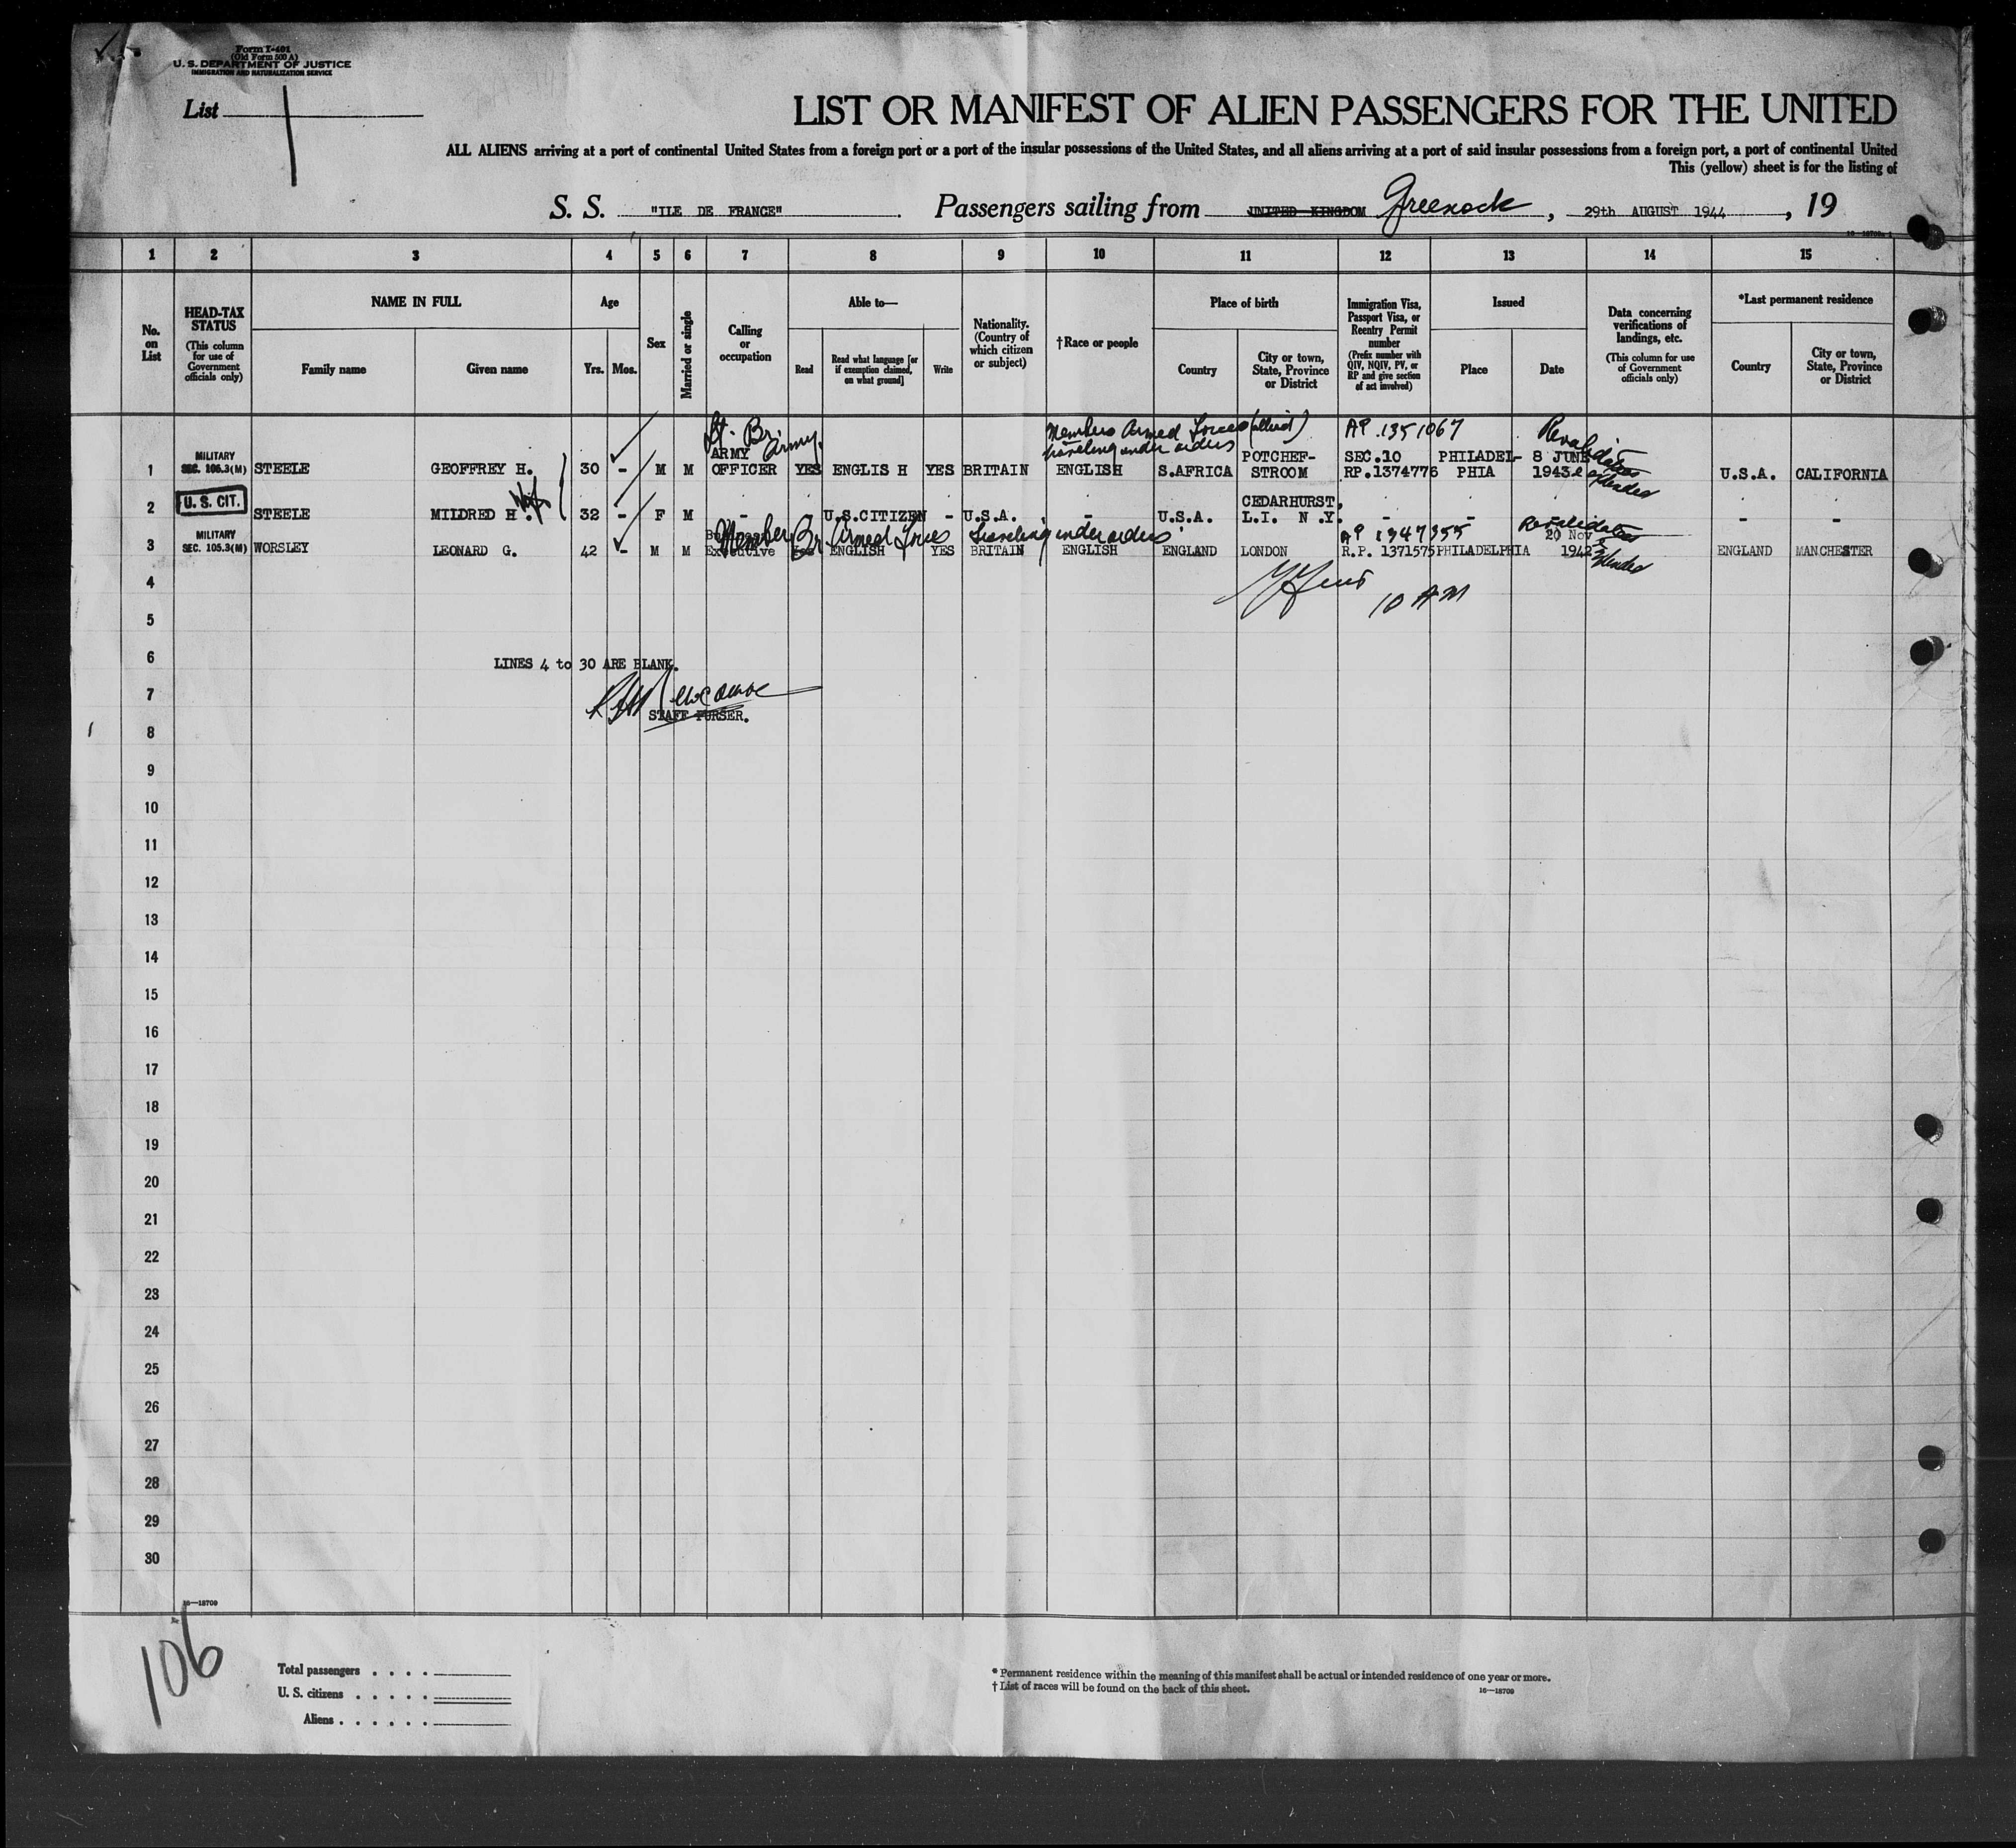 Form I-401
(Old Form 500 A)
U. S. DEPARTMENT OF JUSTICE
IMMIGRATION AND NATURALIZATION SERVICE
List 1
LIST OR MANIFEST OF ALIEN PASSENGERS FOR THE UNITED
ALL ALIENS arriving at a port of continental United States from a foreign port or a port of the insular possessions of the United States, and all aliens arriving at a port of said insular possessions from a foreign port, a port of continental United
This (yellow) sheet is for the listing of
S. S. "ILE DE FRANCE". Passengers sailing from UNITED KINGDOM Greenock, 29th AUGUST 1944, 19
1 2 3 4 5 6 7 8 9 10 11 12 13 14 15
No. on List
HEAD-TAX STATUS
(This column for use of Government officials only)
NAME IN FULL
Family name
Given name
Age
Yrs. Mos.
Sex
Married or single
Calling or occupation
Able to—
Read
Read what language [or if exemption claimed, on what ground]
Write
Nationality. (Country of which citizen or subject)
†Race or people
Place of birth
Country
City or town, State, Province or District
Immigration Visa, Passport Visa, or Reentry Permit number
(Prefix number with QIV, NQIV, PV, or RP and give section of act involved)
Issued
Place
Date
Data concerning verifications of landings, etc.
(This column for use of Government officials only)
*Last permanent residence
Country
City or town, State, Province or District
Lt. Br. Army. Members Armed Forces (allied) AP. 1351067
traveling under orders
MILITARY ARMY POTCHEF- SEC.10 PHILADEL- 8 JUNE
1 SEC. 105.3(M) STEELE GEOFFREY H. 30 - M M OFFICER YES ENGLIS H YES BRITAIN ENGLISH S.AFRICA STROOM RP.1374776 PHIA 1943 U.S.A. CALIFORNIA
extended
U. S. CIT. Wife CEDARHURST,
2 STEELE MILDRED H. 32 - F M - - U.S.CITIZEN - U.S.A. - U.S.A. L.I. N.Y. - - - - -
Member Br Armed Forces Traveling under orders AP 1347355 Revalidated
MILITARY 20 Nov
3 SEC. 105.3(M) WORSLEY LEONARD G. 42 - M M Executive Yes ENGLISH YES BRITAIN ENGLISH ENGLAND LONDON R.P. 1371575 PHILADELPHIA 1942 ENGLAND MANCHESTER
extended
10 AM
4
5
6
LINES 4 to 30 ARE BLANK.
7
STAFF PURSER.
8
9
10
11
12
13
14
15
16
17
18
19
20
21
22
23
24
25
26
27
28
29
30
16—18709
106
Total passengers . . . .
U. S. citizens . . . . .
Aliens . . . . . .
* Permanent residence within the meaning of this manifest shall be actual or intended residence of one year or more.
† List of races will be found on the back of this sheet.
16—18709